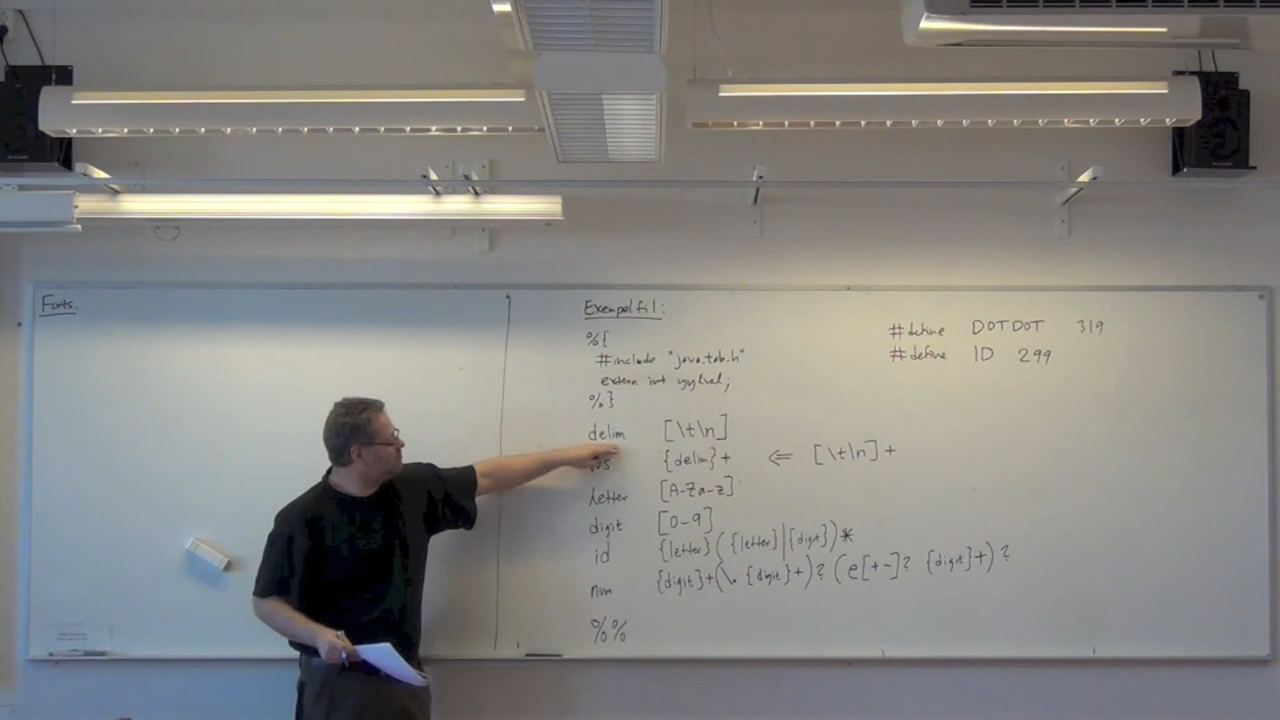 Forts.
Exempel fil:
%{
#include "java.tab.h"
extern int yylval;
%}
delim [\t\n]
ws {delim}+ ⇐ [\t\n]+
letter [A-Za-z]
digit [0-9]
id {letter}({letter}|{digit})*
num {digit}+(\. {digit}+)? (e[+-]? {digit}+)?
%%
#define DOTDOT 319
#define ID 299